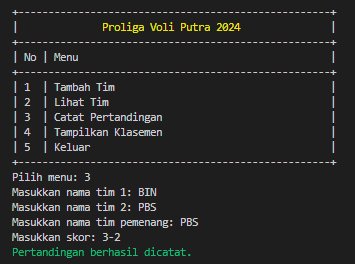 Proliga Voli Putra 2024
| No | Menu |
| 1 | Tambah Tim |
| 2 | Lihat Tim |
| 3 | Catat Pertandingan |
| 4 | Tampilkan Klasemen |
| 5 | Keluar |
Pilih menu: 3
Masukkan nama tim 1: BIN
Masukkan nama tim 2: PBS
Masukkan nama tim pemenang: PBS
Masukkan skor: 3-2
Pertandingan berhasil dicatat.